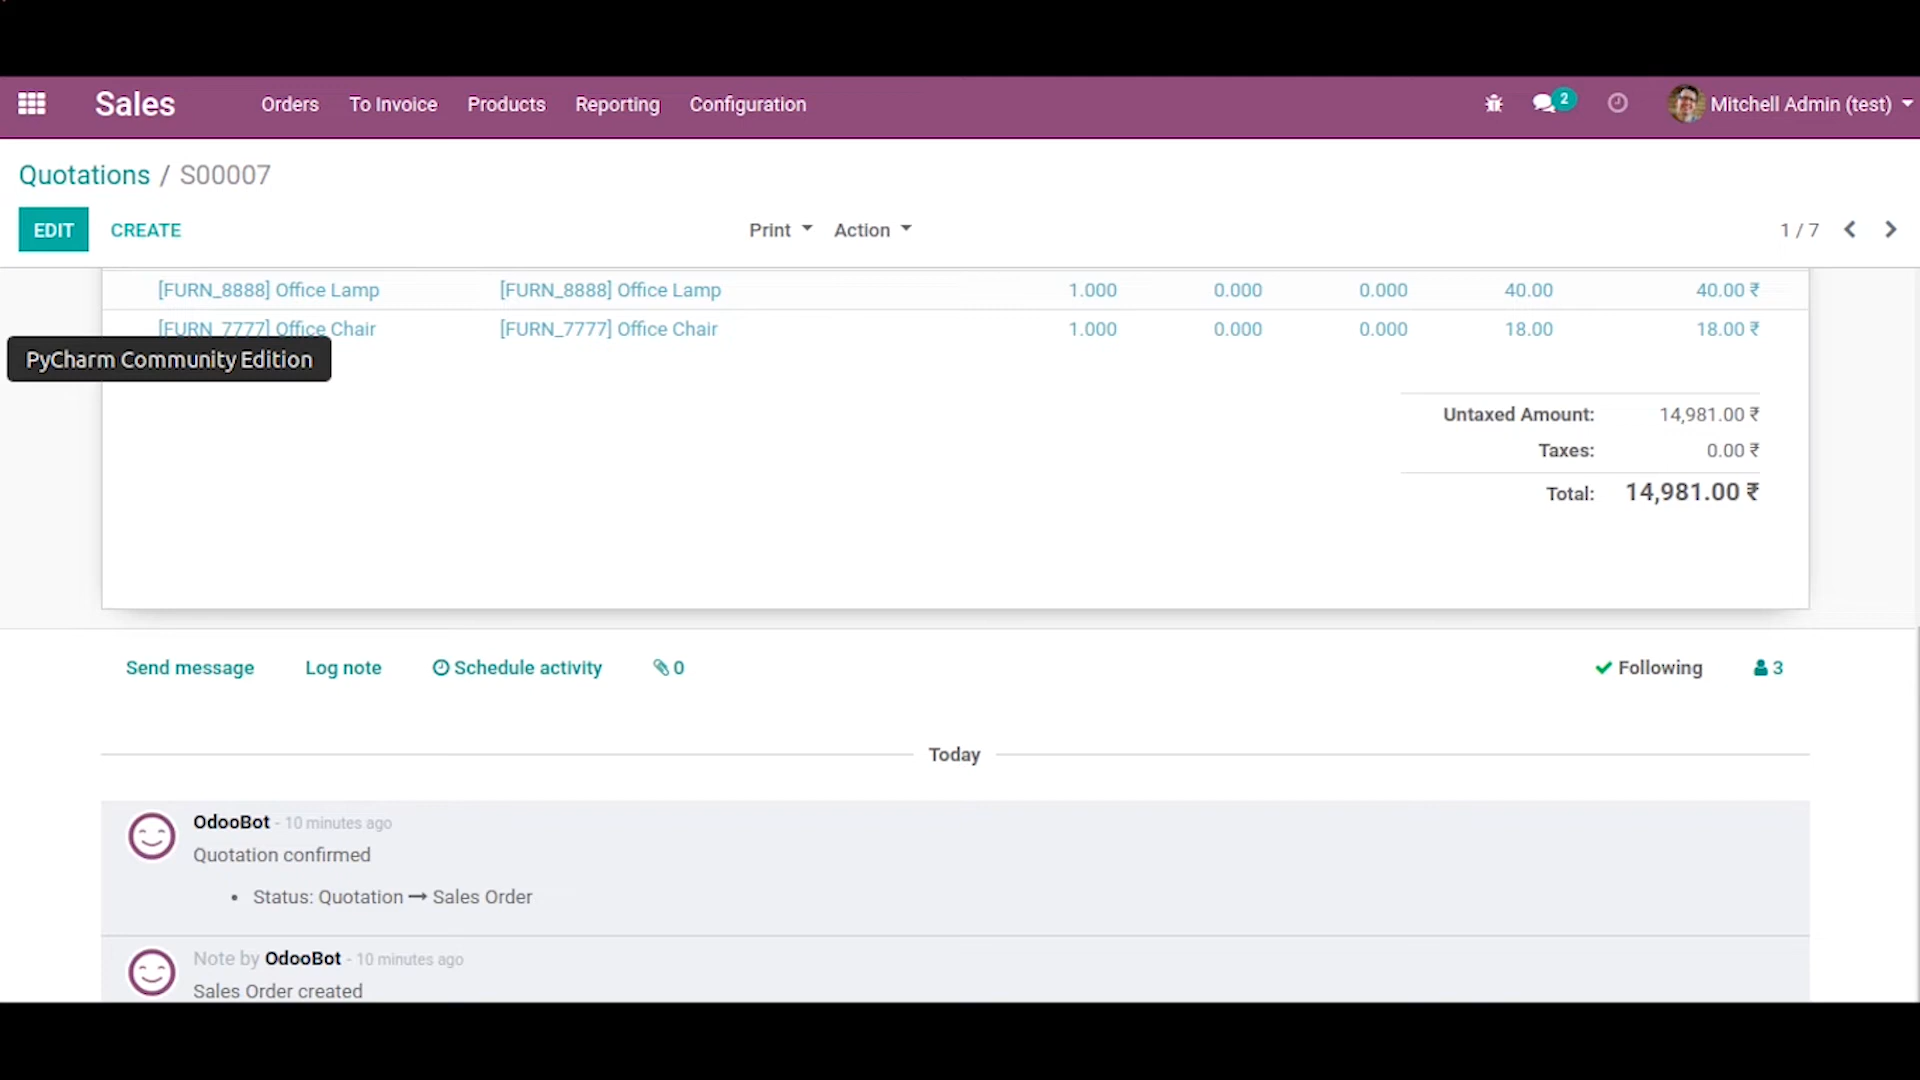 Sales Orders To Invoice Products Reporting Configuration 2 Mitchell Admin (test)
Quotations / S00007
EDIT CREATE Print Action 1 / 7
[FURN_8888] Office Lamp [FURN_8888] Office Lamp 1.000 0.000 0.000 40.00 40.00 ₹
[FURN_7777] Office Chair [FURN_7777] Office Chair 1.000 0.000 0.000 18.00 18.00 ₹
PyCharm Community Edition
Untaxed Amount: 14,981.00 ₹
Taxes: 0.00 ₹
Total: 14,981.00 ₹
Send message Log note Schedule activity 0 Following 3
Today
OdooBot - 10 minutes ago
Quotation confirmed
• Status: Quotation → Sales Order
Note by OdooBot - 10 minutes ago
Sales Order created